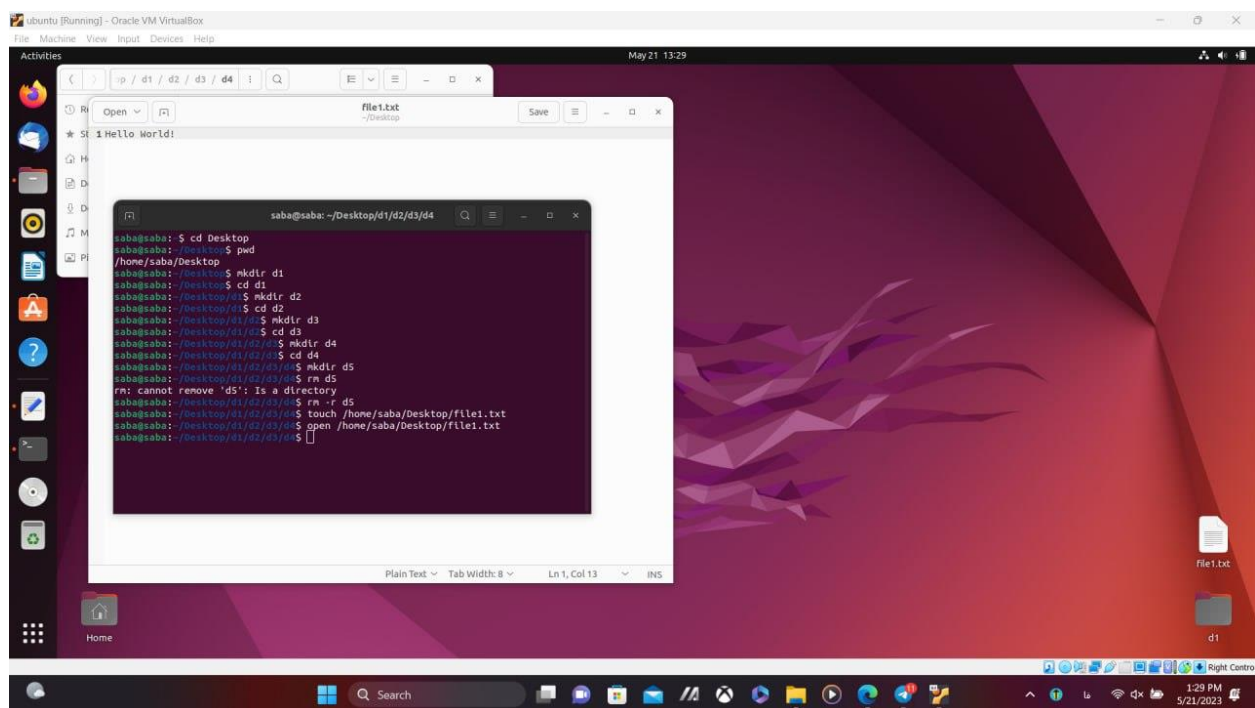 ubuntu [Running] - Oracle VM VirtualBox
File Machine View Input Devices Help
Activities
May 21 13:29
/ d1 / d2 / d3 / d4
Open
file1.txt
~/Desktop
Save
1 Hello World!
saba@saba: ~/Desktop/d1/d2/d3/d4
saba@saba:~$ cd Desktop
saba@saba:~/Desktop$ pwd
/home/saba/Desktop
saba@saba:~/Desktop$ mkdir d1
saba@saba:~/Desktop$ cd d1
saba@saba:~/Desktop/d1$ mkdir d2
saba@saba:~/Desktop/d1$ cd d2
saba@saba:~/Desktop/d1/d2$ mkdir d3
saba@saba:~/Desktop/d1/d2$ cd d3
saba@saba:~/Desktop/d1/d2/d3$ mkdir d4
saba@saba:~/Desktop/d1/d2/d3$ cd d4
saba@saba:~/Desktop/d1/d2/d3/d4$ mkdir d5
saba@saba:~/Desktop/d1/d2/d3/d4$ rm d5
rm: cannot remove 'd5': Is a directory
saba@saba:~/Desktop/d1/d2/d3/d4$ rm -r d5
saba@saba:~/Desktop/d1/d2/d3/d4$ touch /home/saba/Desktop/file1.txt
saba@saba:~/Desktop/d1/d2/d3/d4$ open /home/saba/Desktop/file1.txt
saba@saba:~/Desktop/d1/d2/d3/d4$
Plain Text Tab Width: 8 Ln 1, Col 13 INS
file1.txt
Home
d1
Right Contro
Search
فا
1:29 PM
5/21/2023